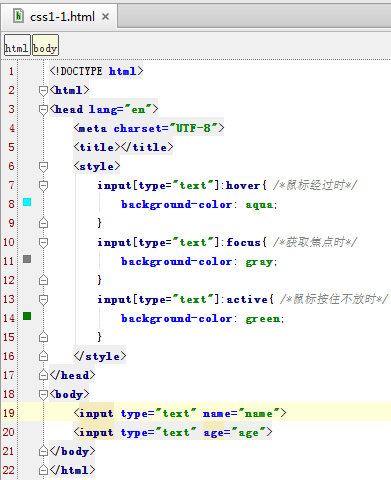 css1-1.html
html body
1 <!DOCTYPE html>
2 <html>
3 <head lang="en">
4 <meta charset="UTF-8">
5 <title></title>
6 <style>
7 input[type="text"]:hover{ /*鼠标经过时*/
8 background-color: aqua;
9 }
10 input[type="text"]:focus{ /*获取焦点时*/
11 background-color: gray;
12 }
13 input[type="text"]:active{ /*鼠标按住不放时*/
14 background-color: green;
15 }
16 </style>
17 </head>
18 <body>
19 <input type="text" name="name">
20 <input type="text" age="age">
21 </body>
22 </html>